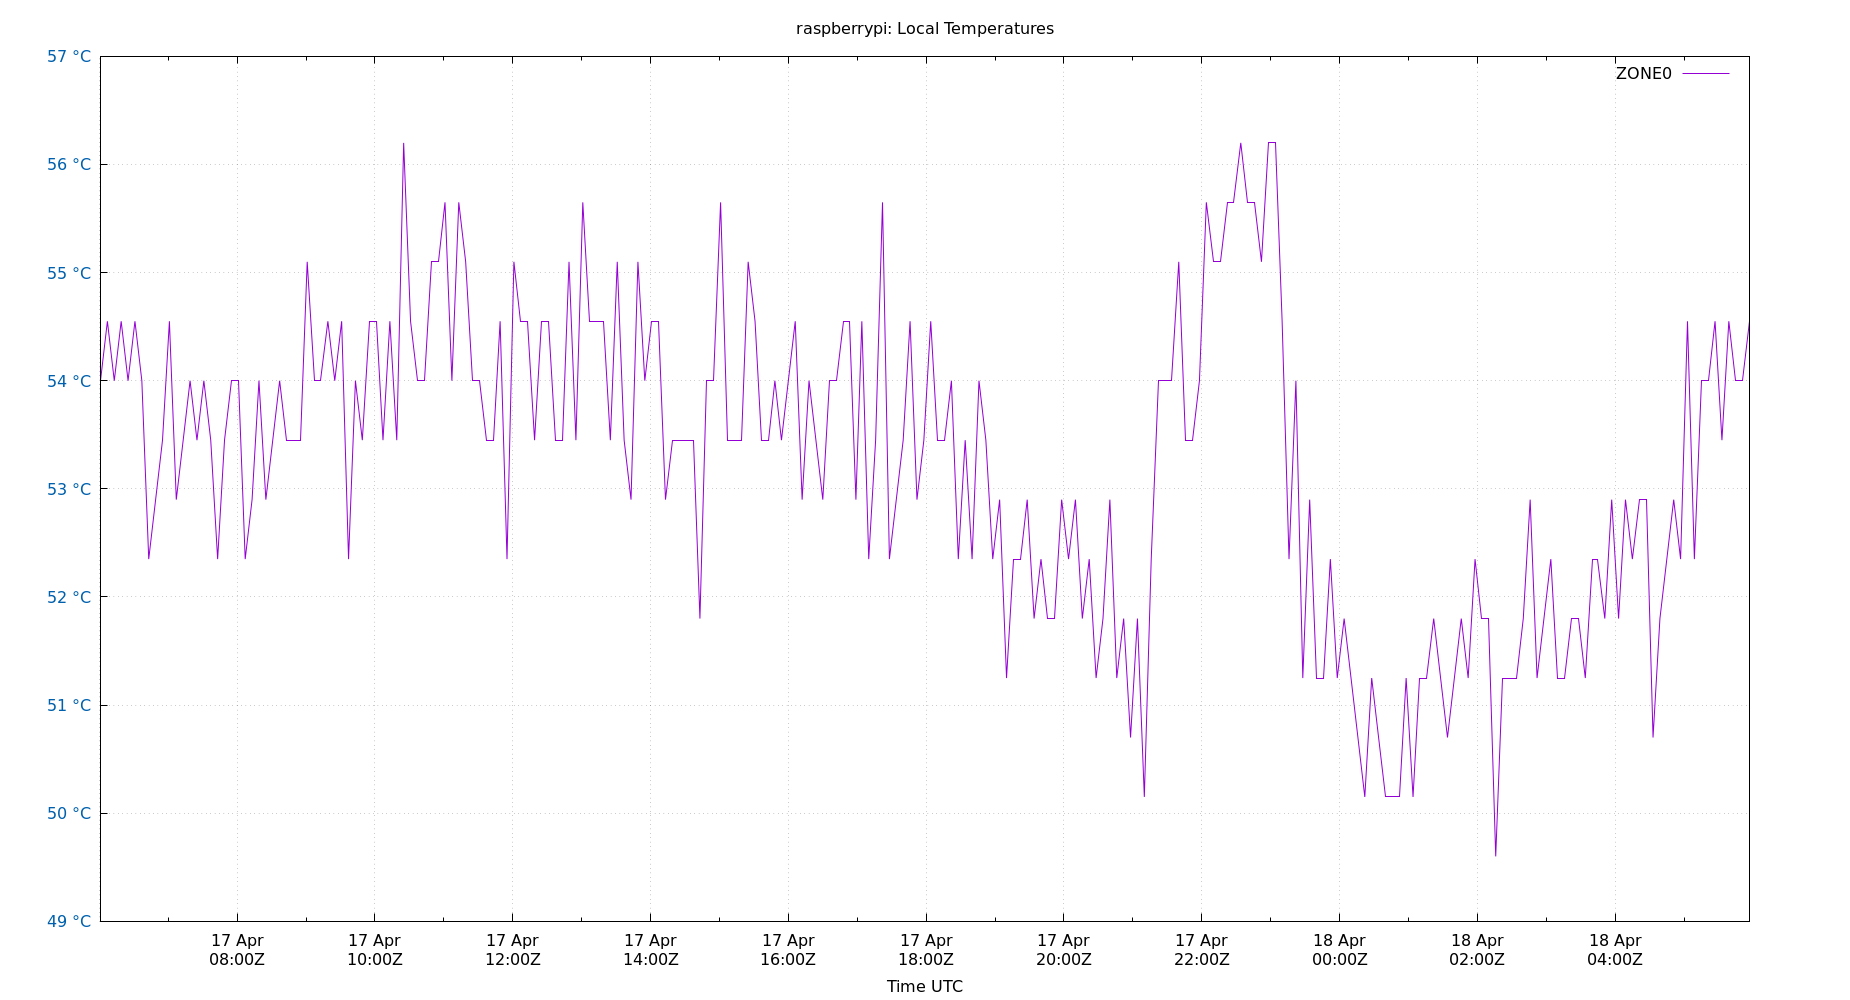 raspberrypi: Local Temperatures
57 °C
ZONE0
56 °C
55 °C
54 °C
53 °C
52 °C
51 °C
50 °C
49 °C
17 Apr 17 Apr 17 Apr 17 Apr 17 Apr 17 Apr 17 Apr 17 Apr 18 Apr 18 Apr 18 Apr
08:00Z 10:00Z 12:00Z 14:00Z 16:00Z 18:00Z 20:00Z 22:00Z 00:00Z 02:00Z 04:00Z
Time UTC